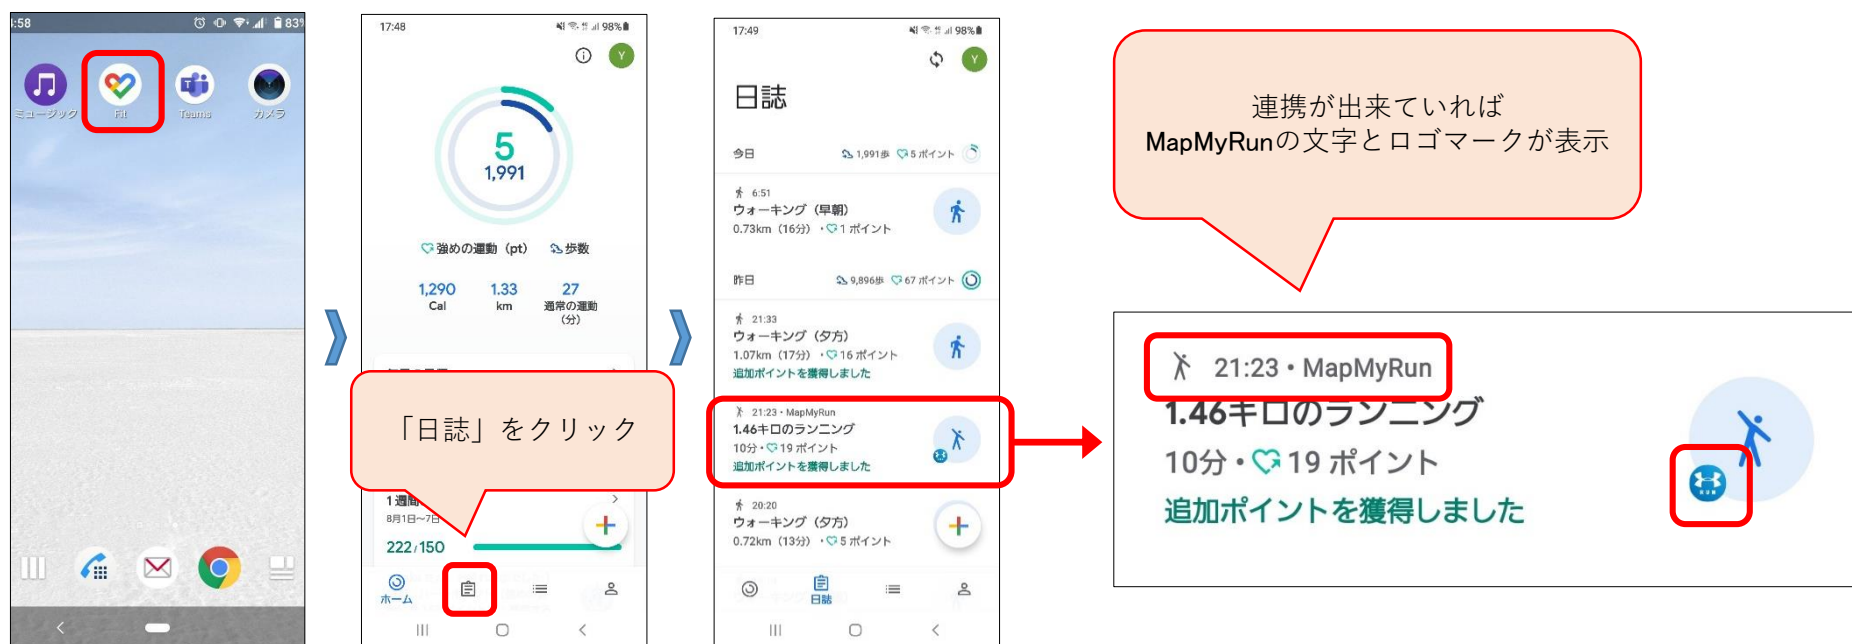 :58
83%
ミュージック
Fit
Teams
カメラ
17:48
98%
Y
5
1,991
強めの運動（pt）
歩数
1,290
1.33
27
Cal
km
通常の運動
（分）
「日誌」をクリック
1週間
8月1日～7日
222/150
ホーム
17:49
98%
Y
日誌
今日
1,991歩
5 ポイント
6:51
ウォーキング（早朝）
0.73km（16分）・1 ポイント
昨日
9,896歩
67 ポイント
21:33
ウォーキング（夕方）
1.07km（17分）・16 ポイント
追加ポイントを獲得しました
21:23・MapMyRun
1.46キロのランニング
10分・19 ポイント
追加ポイントを獲得しました
20:20
ウォーキング（夕方）
0.72km（13分）・5 ポイント
日誌
連携が出来ていれば
MapMyRunの文字とロゴマークが表示
21:23・MapMyRun
1.46キロのランニング
10分・19 ポイント
追加ポイントを獲得しました
RUN